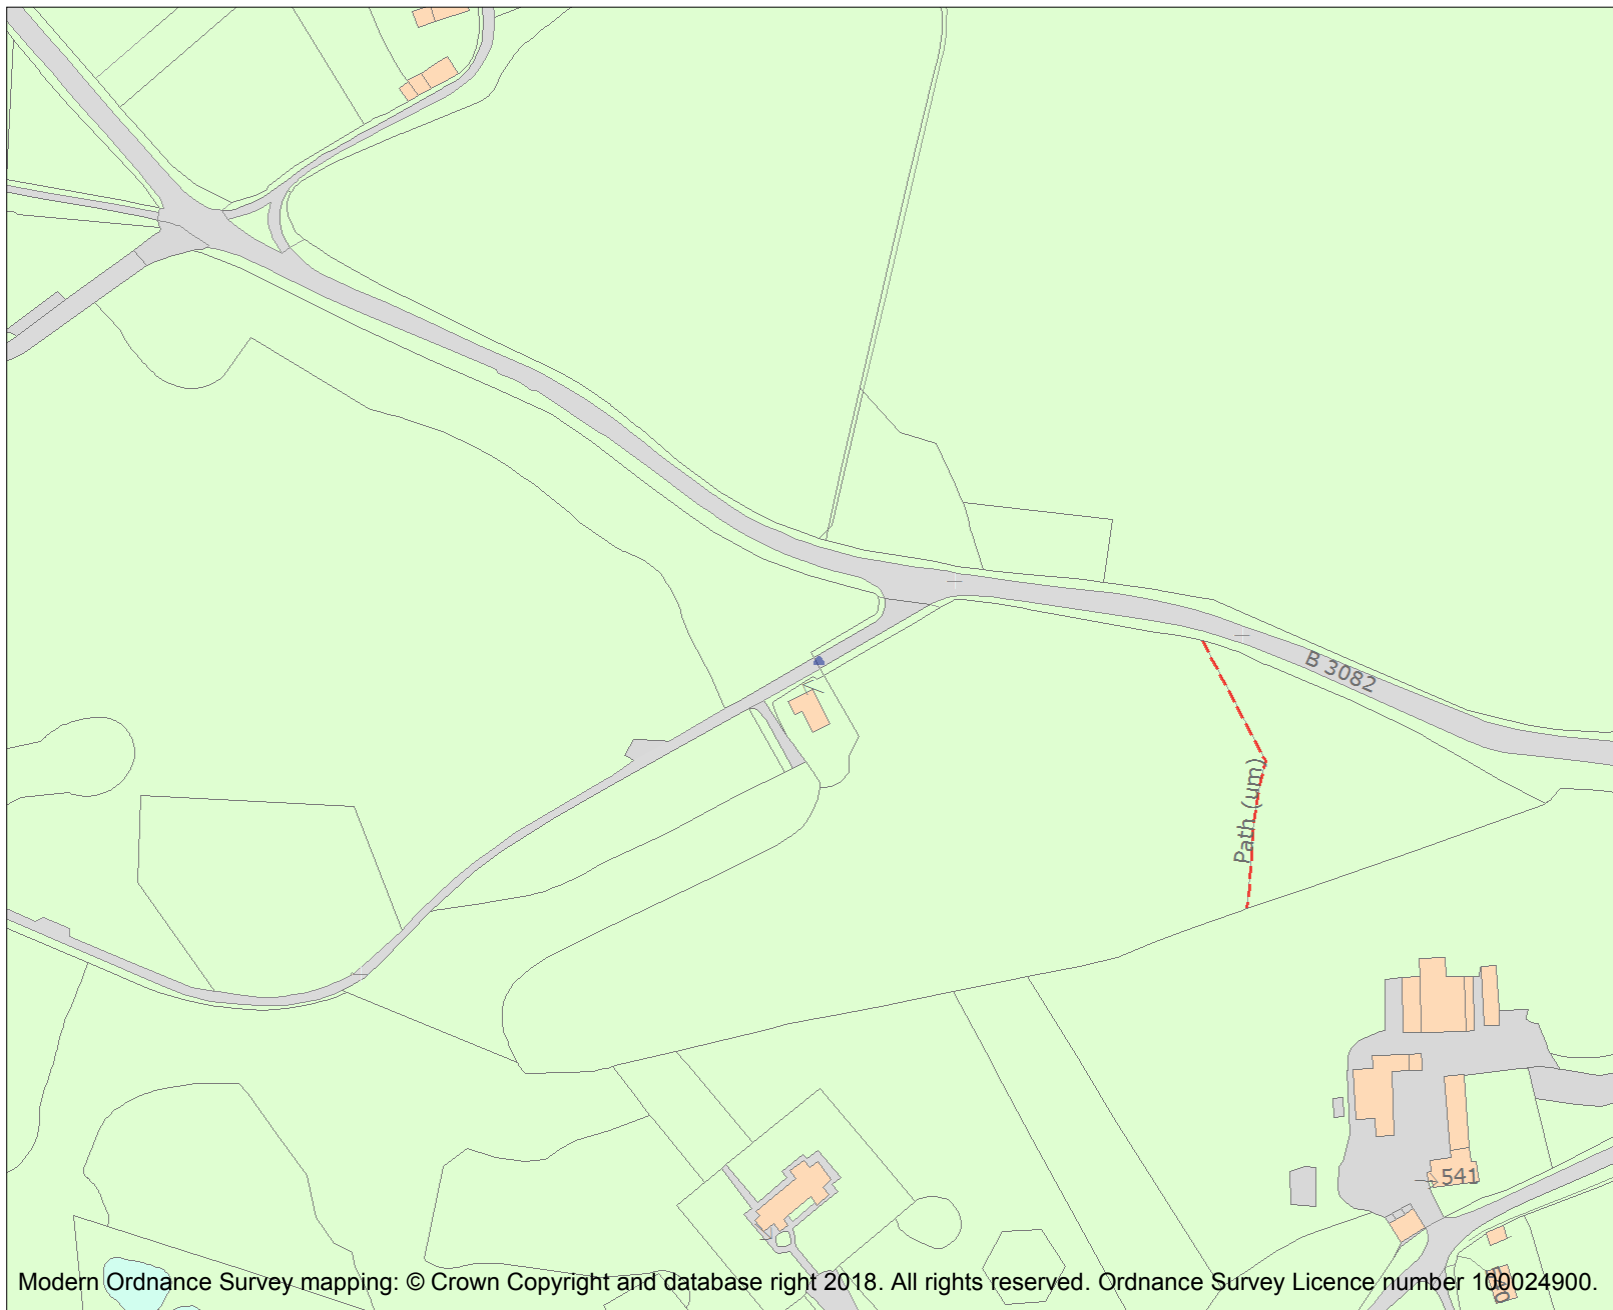 B 3082
Path (um)
541
Modern Ordnance Survey mapping: © Crown Copyright and database right 2018. All rights reserved. Ordnance Survey Licence number 100024900.